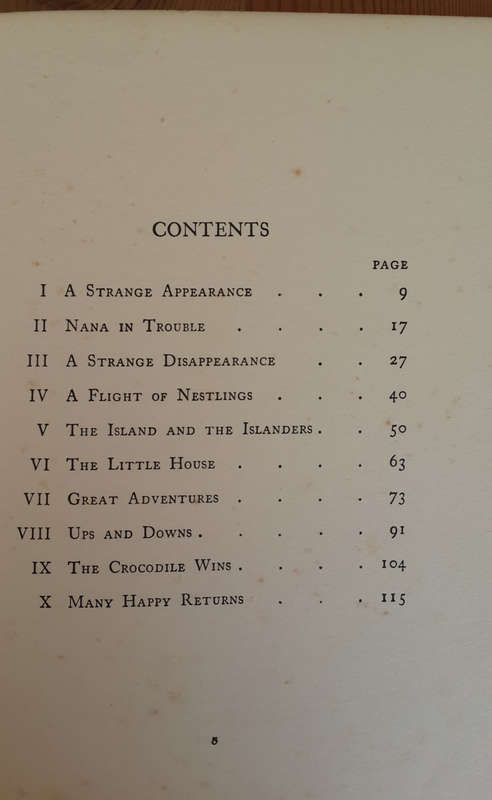 CONTENTS
PAGE
I A Strange Appearance . . . 9
II Nana in Trouble . . . . 17
III A Strange Disappearance . . 27
IV A Flight of Nestlings . . . 40
V The Island and the Islanders . . 50
VI The Little House . . . . 63
VII Great Adventures . . . . 73
VIII Ups and Downs . . . . . 91
IX The Crocodile Wins . . . . 104
X Many Happy Returns . . . 115
5